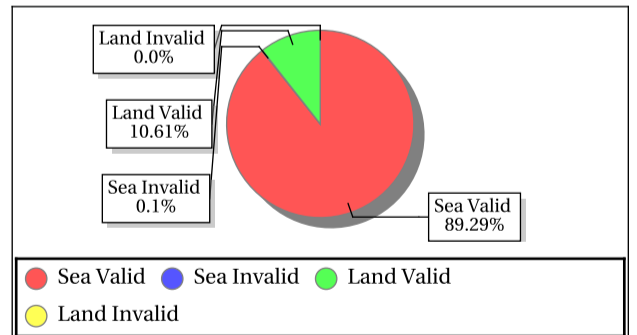 Land Invalid
0.0%
Land Valid
10.61%
Sea Invalid
0.1%
Sea Valid
89.29%
Sea Valid Sea Invalid Land Valid
Land Invalid